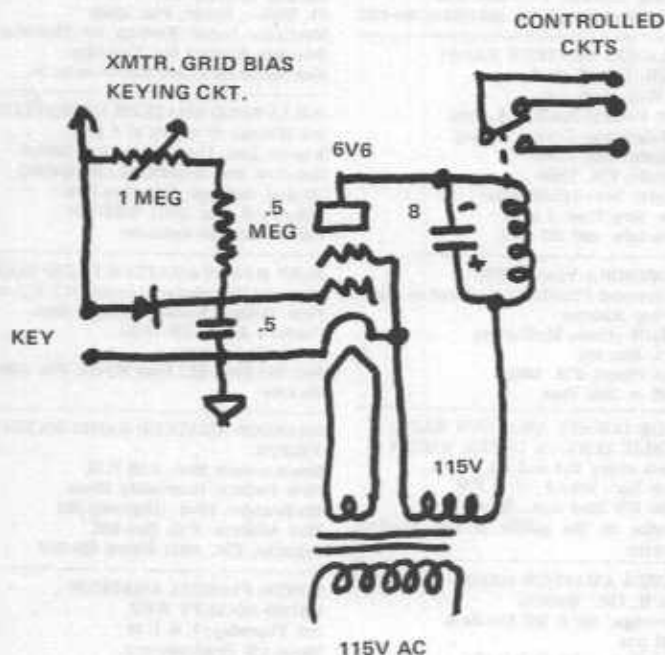 CONTROLLED
CKTS
XMTR. GRID BIAS
KEYING CKT.
6V6
1 MEG
.5
MEG
8
KEY
.5
115V
115V AC